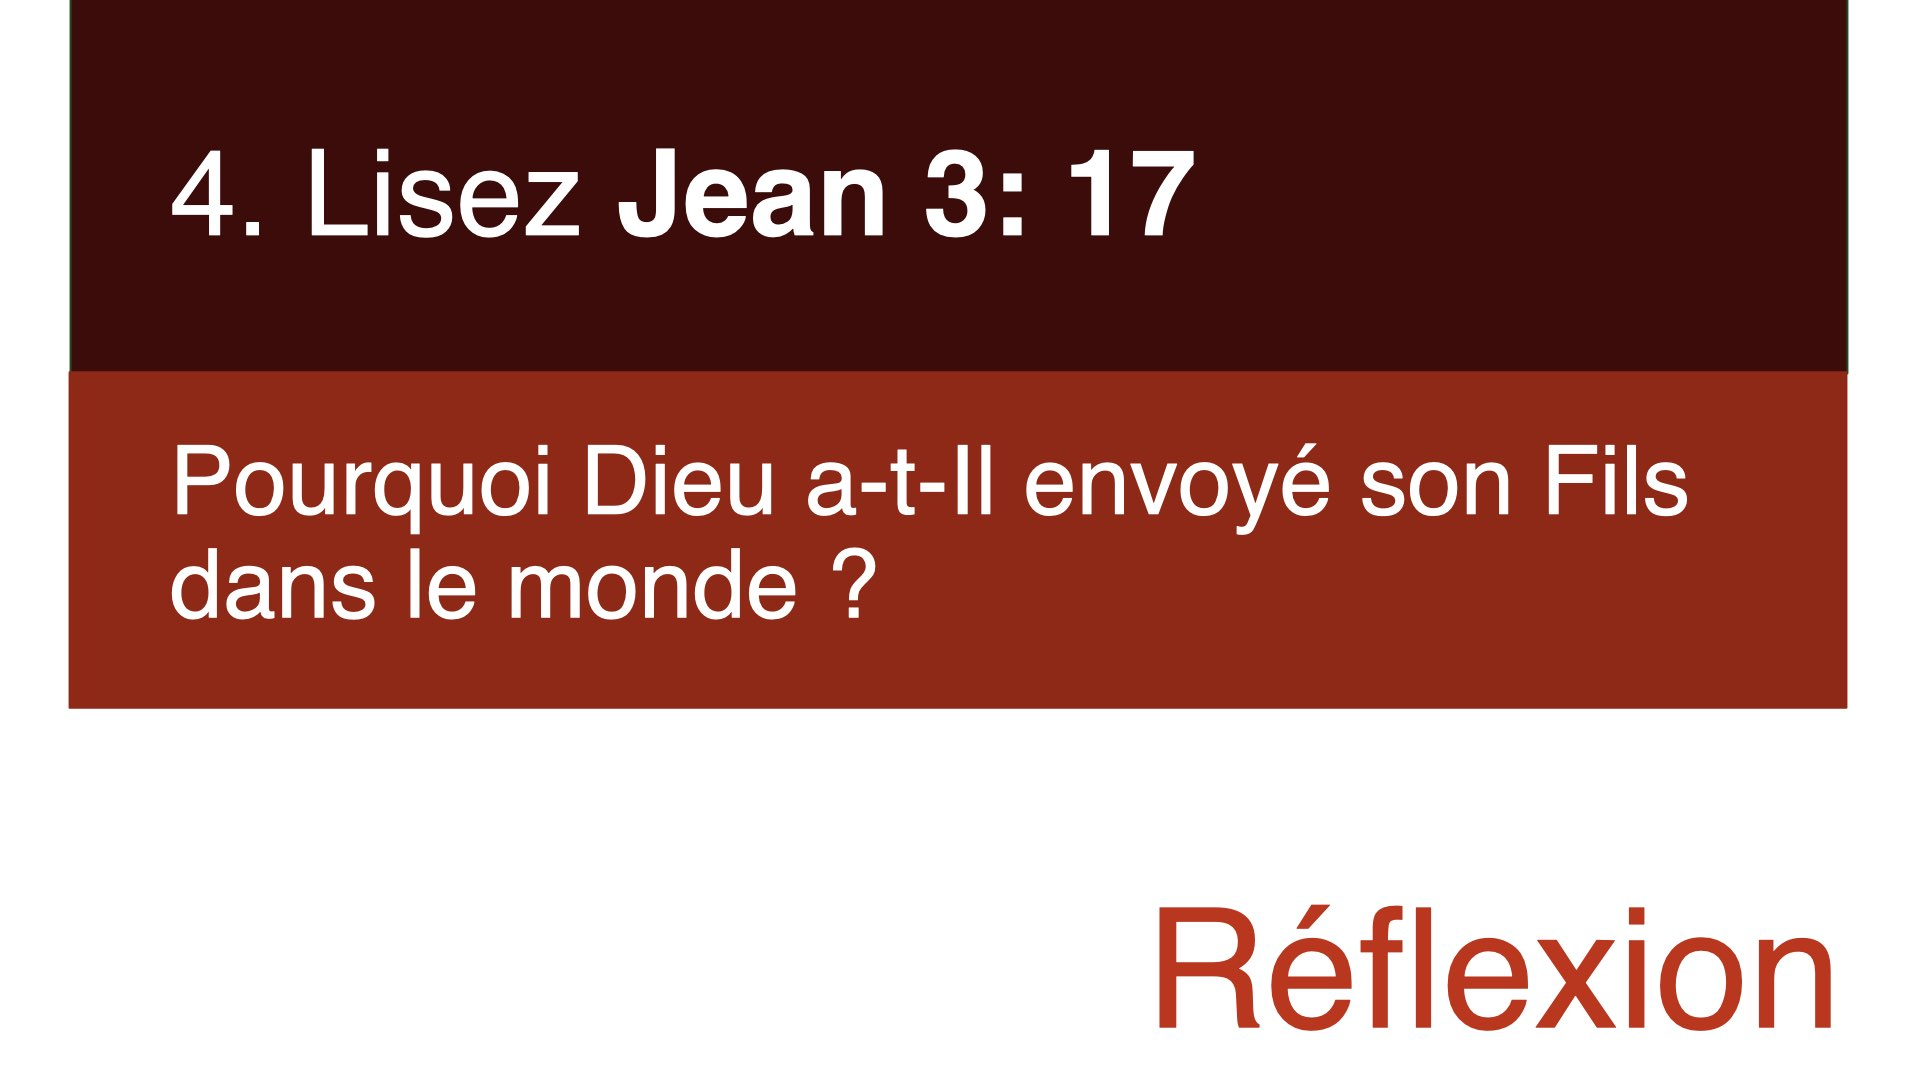 4. Lisez Jean 3: 17
Pourquoi Dieu a-t-Il envoyé son Fils
dans le monde ?
Réflexion